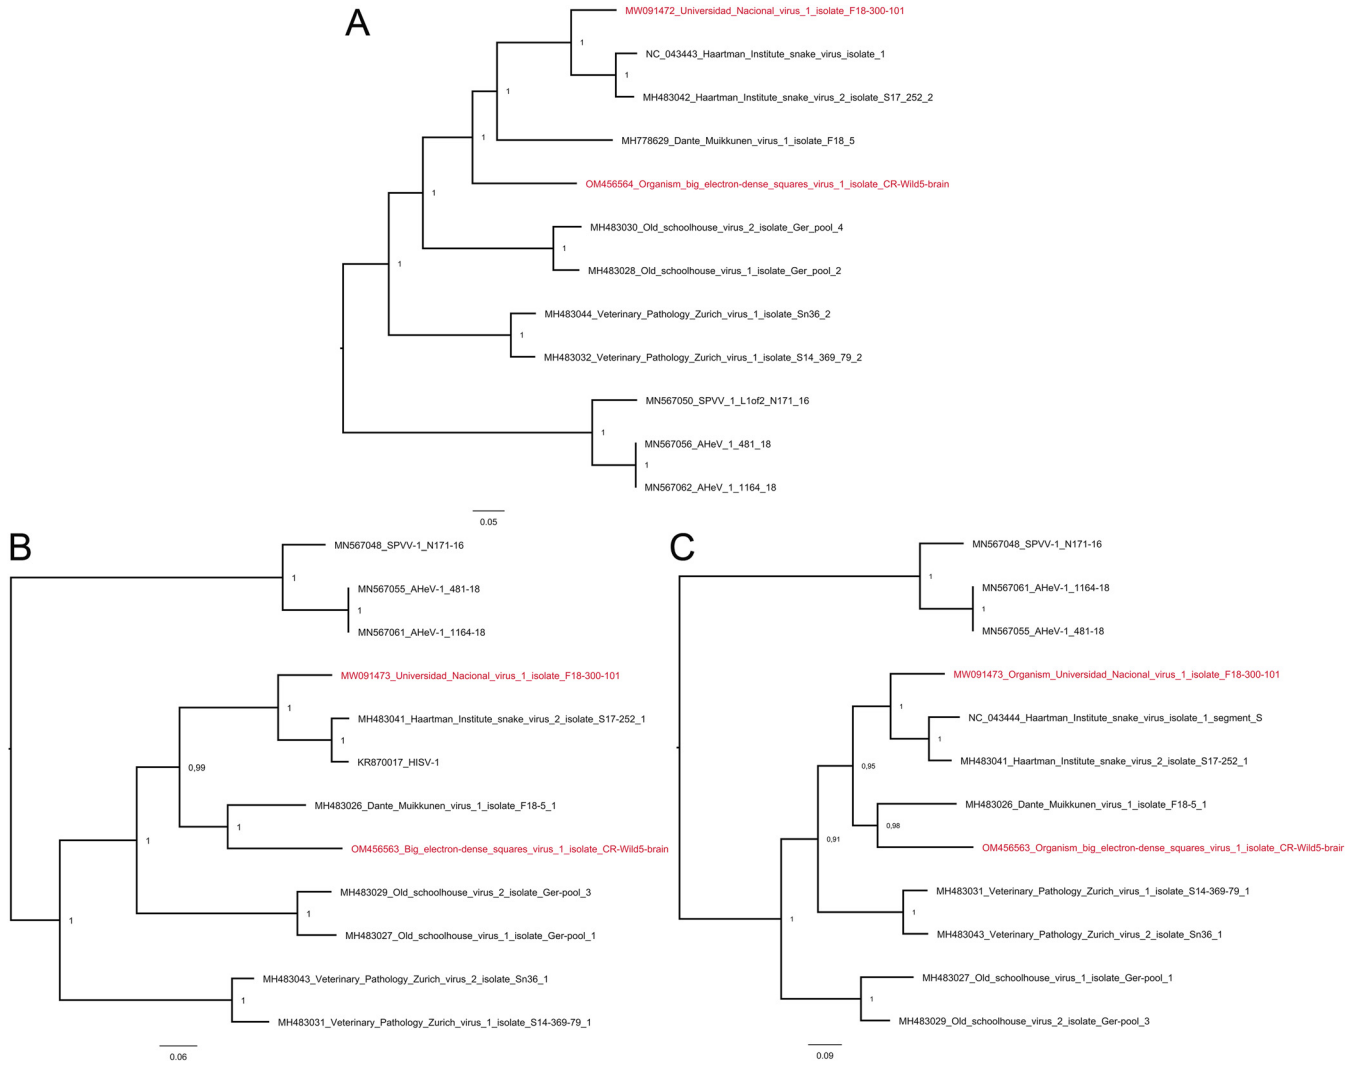 A
MW091472_Universidad_Nacional_virus_1_isolate_F18-300-101
1
NC_043443_Haartman_Institute_snake_virus_isolate_1
1
MH483042_Haartman_Institute_snake_virus_2_isolate_S17_252_2
1
MH778629_Dante_Muikkunen_virus_1_isolate_F18_5
1
OM456564_Organism_big_electron-dense_squares_virus_1_isolate_CR-Wild5-brain
1
MH483030_Old_schoolhouse_virus_2_isolate_Ger_pool_4
1
MH483028_Old_schoolhouse_virus_1_isolate_Ger_pool_2
1
MH483044_Veterinary_Pathology_Zurich_virus_1_isolate_Sn36_2
1
MH483032_Veterinary_Pathology_Zurich_virus_1_isolate_S14_369_79_2
MN567050_SPVV_1_L1of2_N171_16
1
MN567056_AHeV_1_481_18
1
MN567062_AHeV_1_1164_18
0.05
B
MN567048_SPVV-1_N171-16
1
MN567055_AHeV-1_481-18
1
MN567061_AHeV-1_1164-18
MW091473_Universidad_Nacional_virus_1_isolate_F18-300-101
1
MH483041_Haartman_Institute_snake_virus_2_isolate_S17-252_1
1
KR870017_HISV-1
0,99
MH483026_Dante_Muikkunen_virus_1_isolate_F18-5_1
1
1
OM456563_Big_electron-dense_squares_virus_1_isolate_CR-Wild5-brain
MH483029_Old_schoolhouse_virus_2_isolate_Ger-pool_3
1
1
MH483027_Old_schoolhouse_virus_1_isolate_Ger-pool_1
MH483043_Veterinary_Pathology_Zurich_virus_2_isolate_Sn36_1
1
MH483031_Veterinary_Pathology_Zurich_virus_1_isolate_S14-369-79_1
0.06
C
MN567048_SPVV-1_N171-16
1
MN567061_AHeV-1_1164-18
1
MN567055_AHeV-1_481-18
MW091473_Organism_Universidad_Nacional_virus_1_isolate_F18-300-101
1
NC_043444_Haartman_Institute_snake_virus_isolate_1_segment_S
1
MH483041_Haartman_Institute_snake_virus_2_isolate_S17-252_1
0,95
MH483026_Dante_Muikkunen_virus_1_isolate_F18-5_1
0,98
0,91
OM456563_Organism_big_electron-dense_squares_virus_1_isolate_CR-Wild5-brain
MH483031_Veterinary_Pathology_Zurich_virus_1_isolate_S14-369-79_1
1
1
MH483043_Veterinary_Pathology_Zurich_virus_2_isolate_Sn36_1
MH483027_Old_schoolhouse_virus_1_isolate_Ger-pool_1
1
MH483029_Old_schoolhouse_virus_2_isolate_Ger-pool_3
0.09